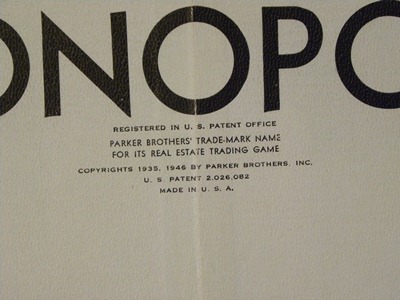 ONOPO
REGISTERED IN U. S. PATENT OFFICE
PARKER BROTHERS' TRADE-MARK NAME
FOR ITS REAL ESTATE TRADING GAME
COPYRIGHTS 1935, 1946 BY PARKER BROTHERS, INC.
U. S. PATENT 2,026,082
MADE IN U. S. A.